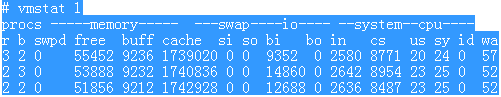 # vmstat 1
procs -----memory----- ---swap----io---- --system--cpu----
r b swpd free buff cache si so bi bo in cs us sy id wa
3 2 0 55452 9236 1739020 0 0 9352 0 2580 8771 20 24 0 57
2 3 0 53888 9232 1740836 0 0 14860 0 2642 8954 23 25 0 52
2 2 0 51856 9212 1742928 0 0 12688 0 2636 8487 23 25 0 52